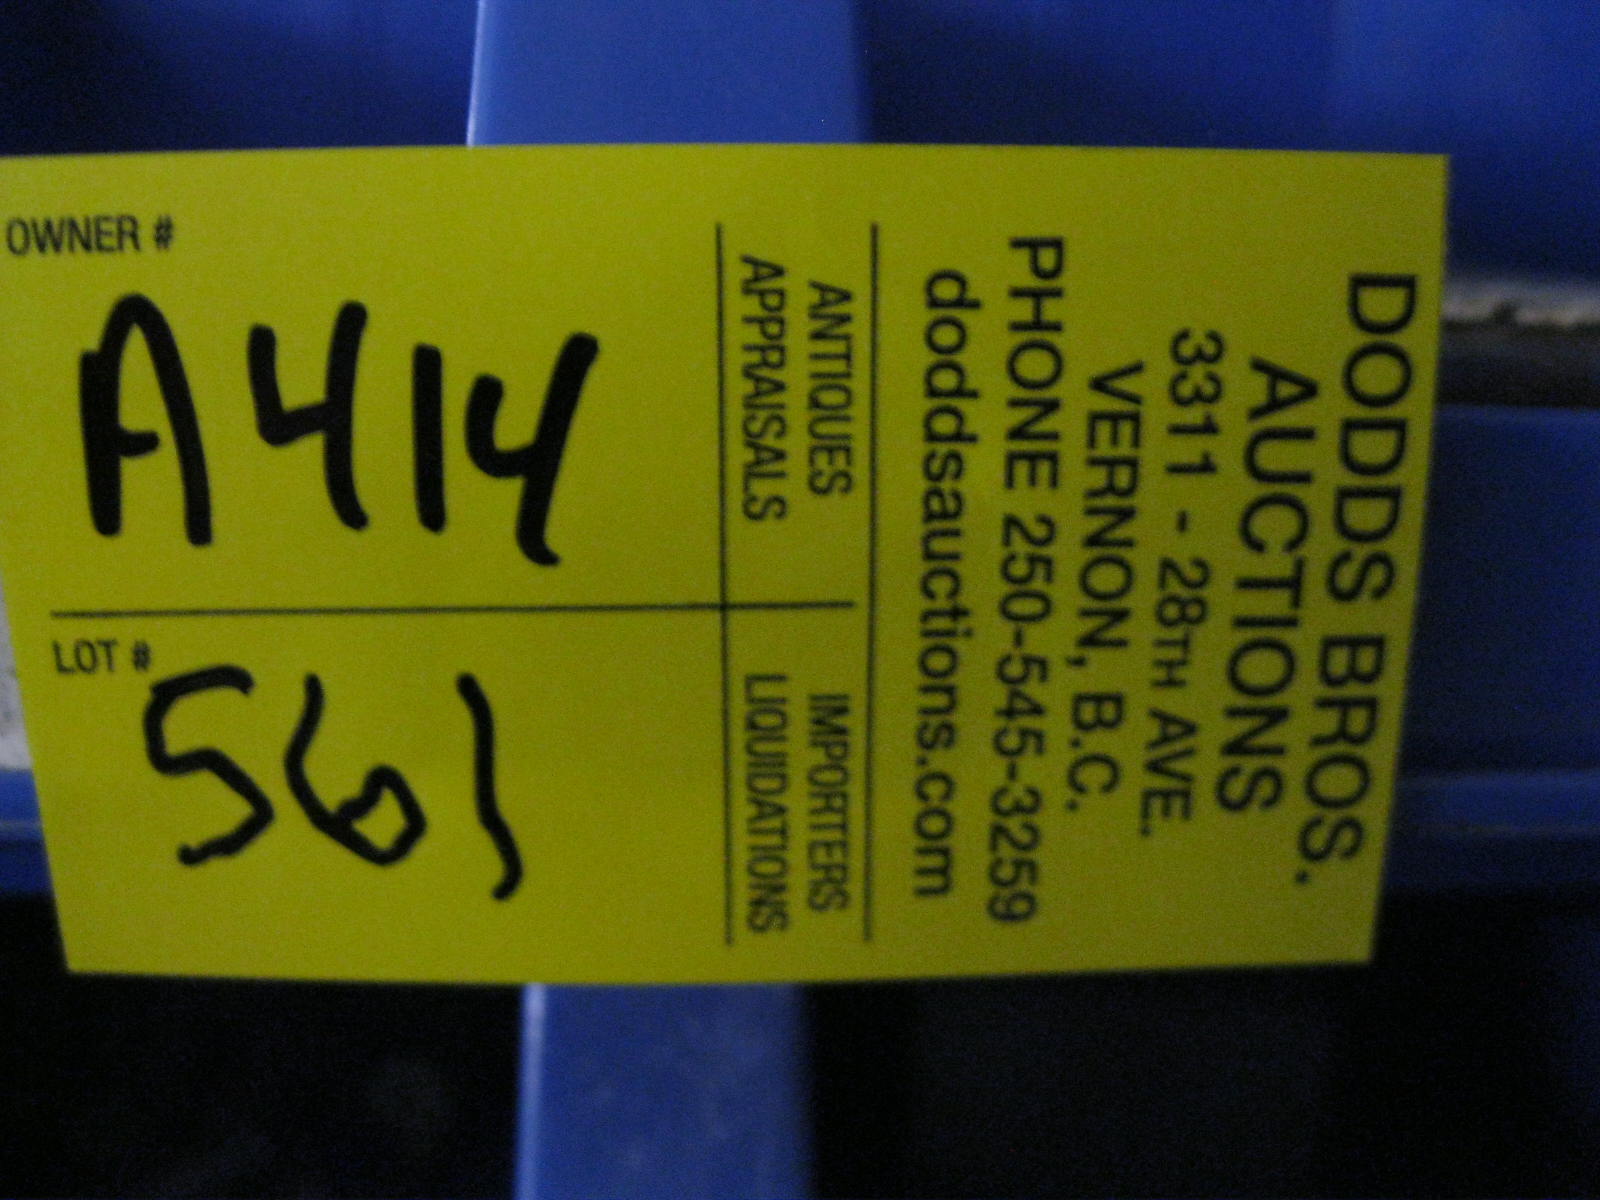 OWNER #
A414
LOT #
561
ANTIQUES
APPRAISALS
IMPORTERS
LIQUIDATIONS
DODDS BROS.
AUCTIONS
3311 - 28TH AVE.
VERNON, B.C.
PHONE 250-545-3259
doddsauctions.com